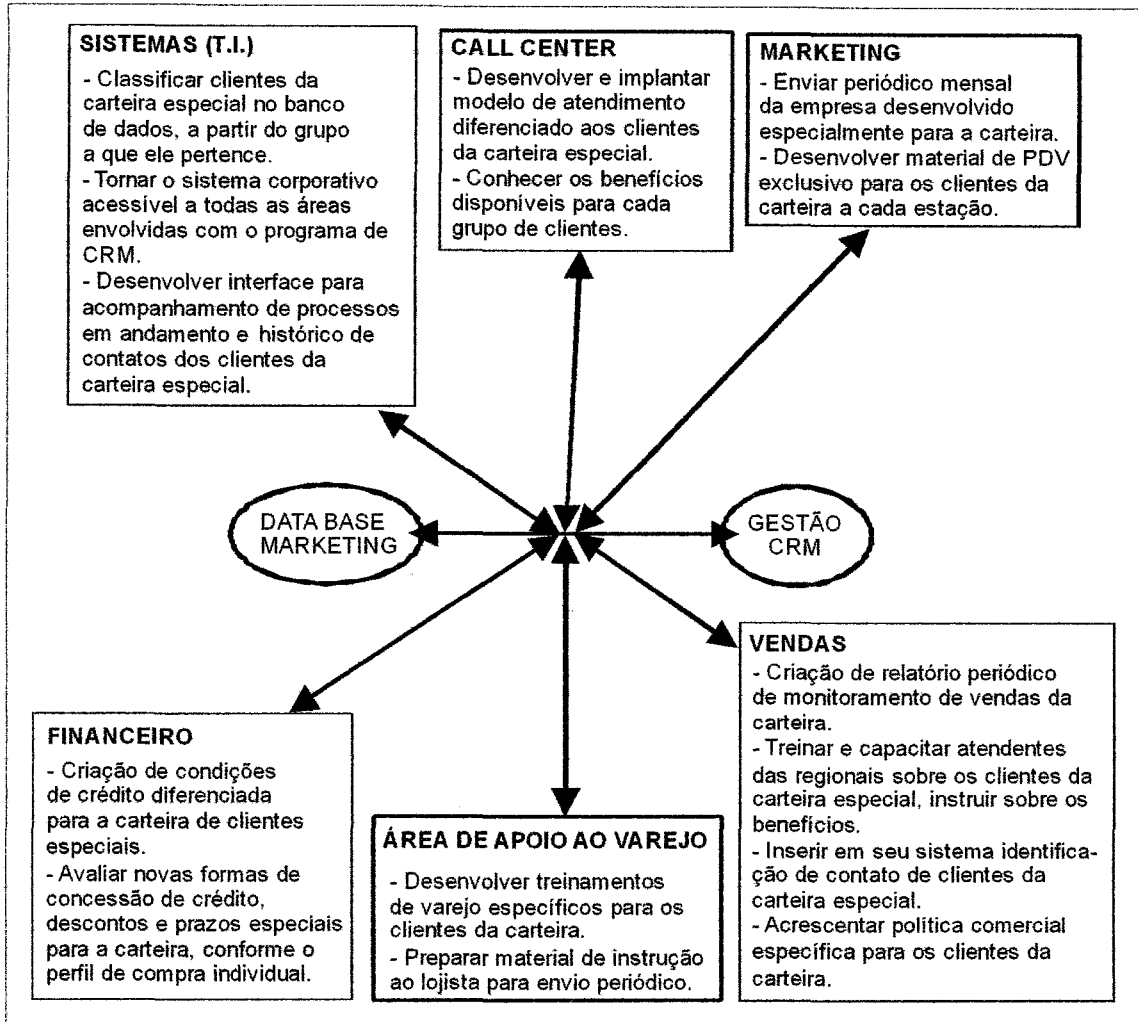 SISTEMAS (T.I.)
- Classificar clientes da
carteira especial no banco
de dados, a partir do grupo
a que ele pertence.
- Tornar o sistema corporativo
acessível a todas as áreas
envolvidas com o programa de
CRM.
- Desenvolver interface para
acompanhamento de processos
em andamento e histórico de
contatos dos clientes da
carteira especial.
CALL CENTER
- Desenvolver e implantar
modelo de atendimento
diferenciado aos clientes
da carteira especial.
- Conhecer os benefícios
disponíveis para cada
grupo de clientes.
MARKETING
- Enviar periódico mensal
da empresa desenvolvido
especialmente para a carteira.
- Desenvolver material de PDV
exclusivo para os clientes da
carteira a cada estação.
DATA BASE
MARKETING
GESTÃO
CRM
FINANCEIRO
- Criação de condições
de crédito diferenciada
para a carteira de clientes
especiais.
- Avaliar novas formas de
concessão de crédito,
descontos e prazos especiais
para a carteira, conforme o
perfil de compra individual.
ÁREA DE APOIO AO VAREJO
- Desenvolver treinamentos
de varejo específicos para os
clientes da carteira.
- Preparar material de instrução
ao lojista para envio periódico.
VENDAS
- Criação de relatório periódico
de monitoramento de vendas da
carteira.
- Treinar e capacitar atendentes
das regionais sobre os clientes da
carteira especial, instruir sobre os
benefícios.
- Inserir em seu sistema identifica-
ção de contato de clientes da
carteira especial.
- Acrescentar política comercial
específica para os clientes da
carteira.